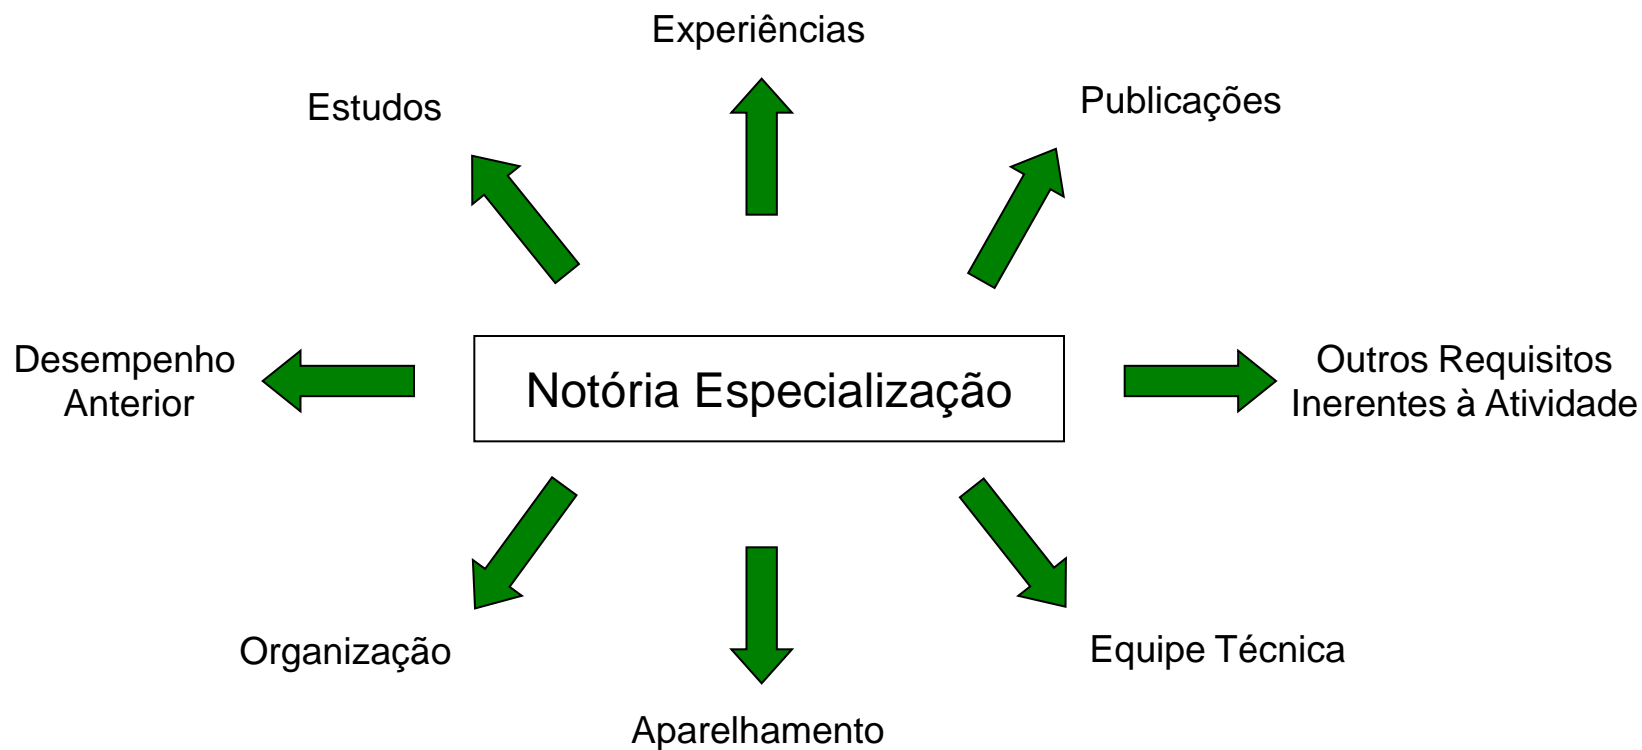 Experiências
Estudos
Publicações
Desempenho
Anterior
Notória Especialização
Outros Requisitos
Inerentes à Atividade
Organização
Equipe Técnica
Aparelhamento